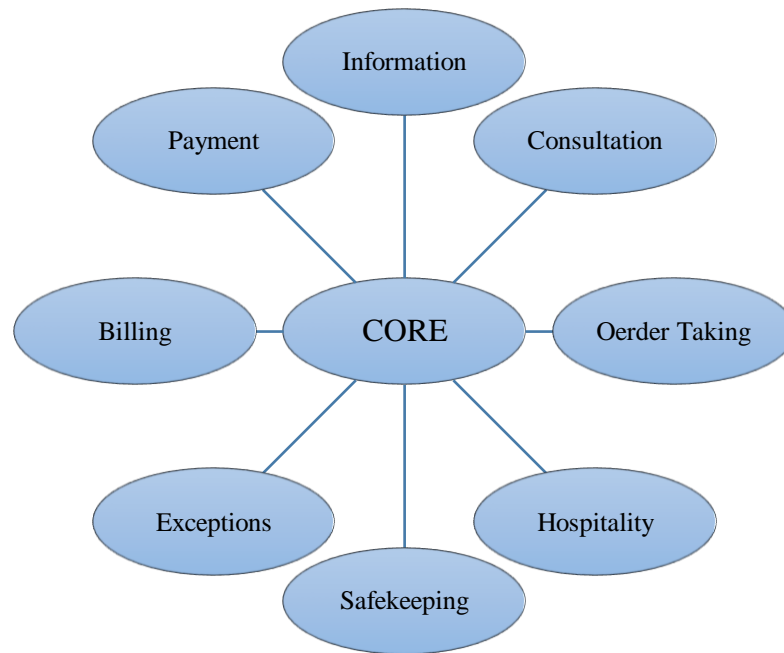 Information
Payment
Consultation
Billing
CORE
Oerder Taking
Exceptions
Hospitality
Safekeeping